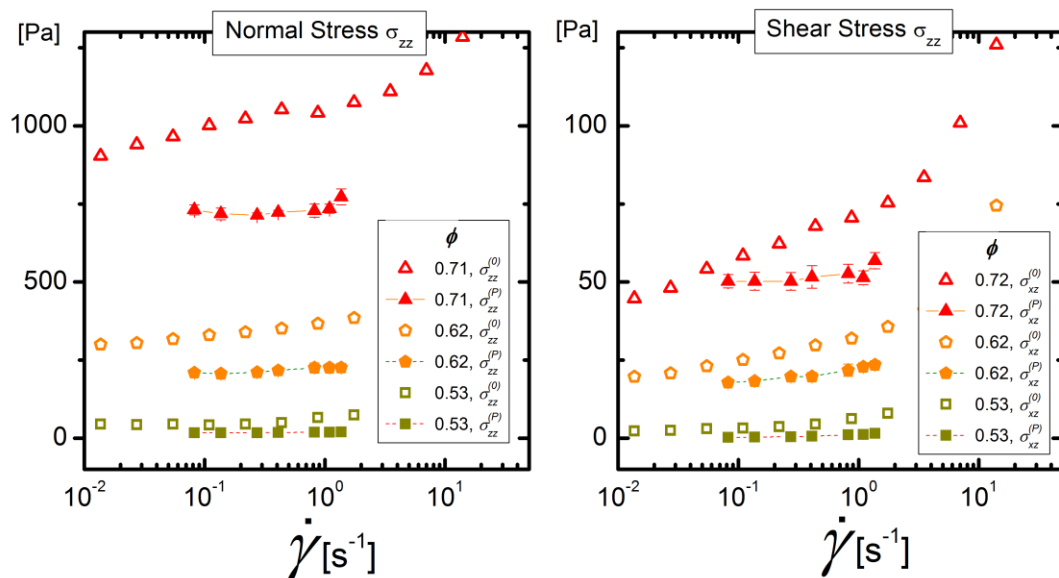 [Pa]
Normal Stress σzz
1000
500
0
ϕ
0.71, σzz(0)
0.71, σzz(P)
0.62, σzz(0)
0.62, σzz(P)
0.53, σzz(0)
0.53, σzz(P)
10-2
10-1
100
101
γ̇ [s-1]
[Pa]
Shear Stress σzz
100
50
0
ϕ
0.72, σxz(0)
0.72, σxz(P)
0.62, σxz(0)
0.62, σxz(P)
0.53, σxz(0)
0.53, σxz(P)
10-2
10-1
100
101
γ̇ [s-1]